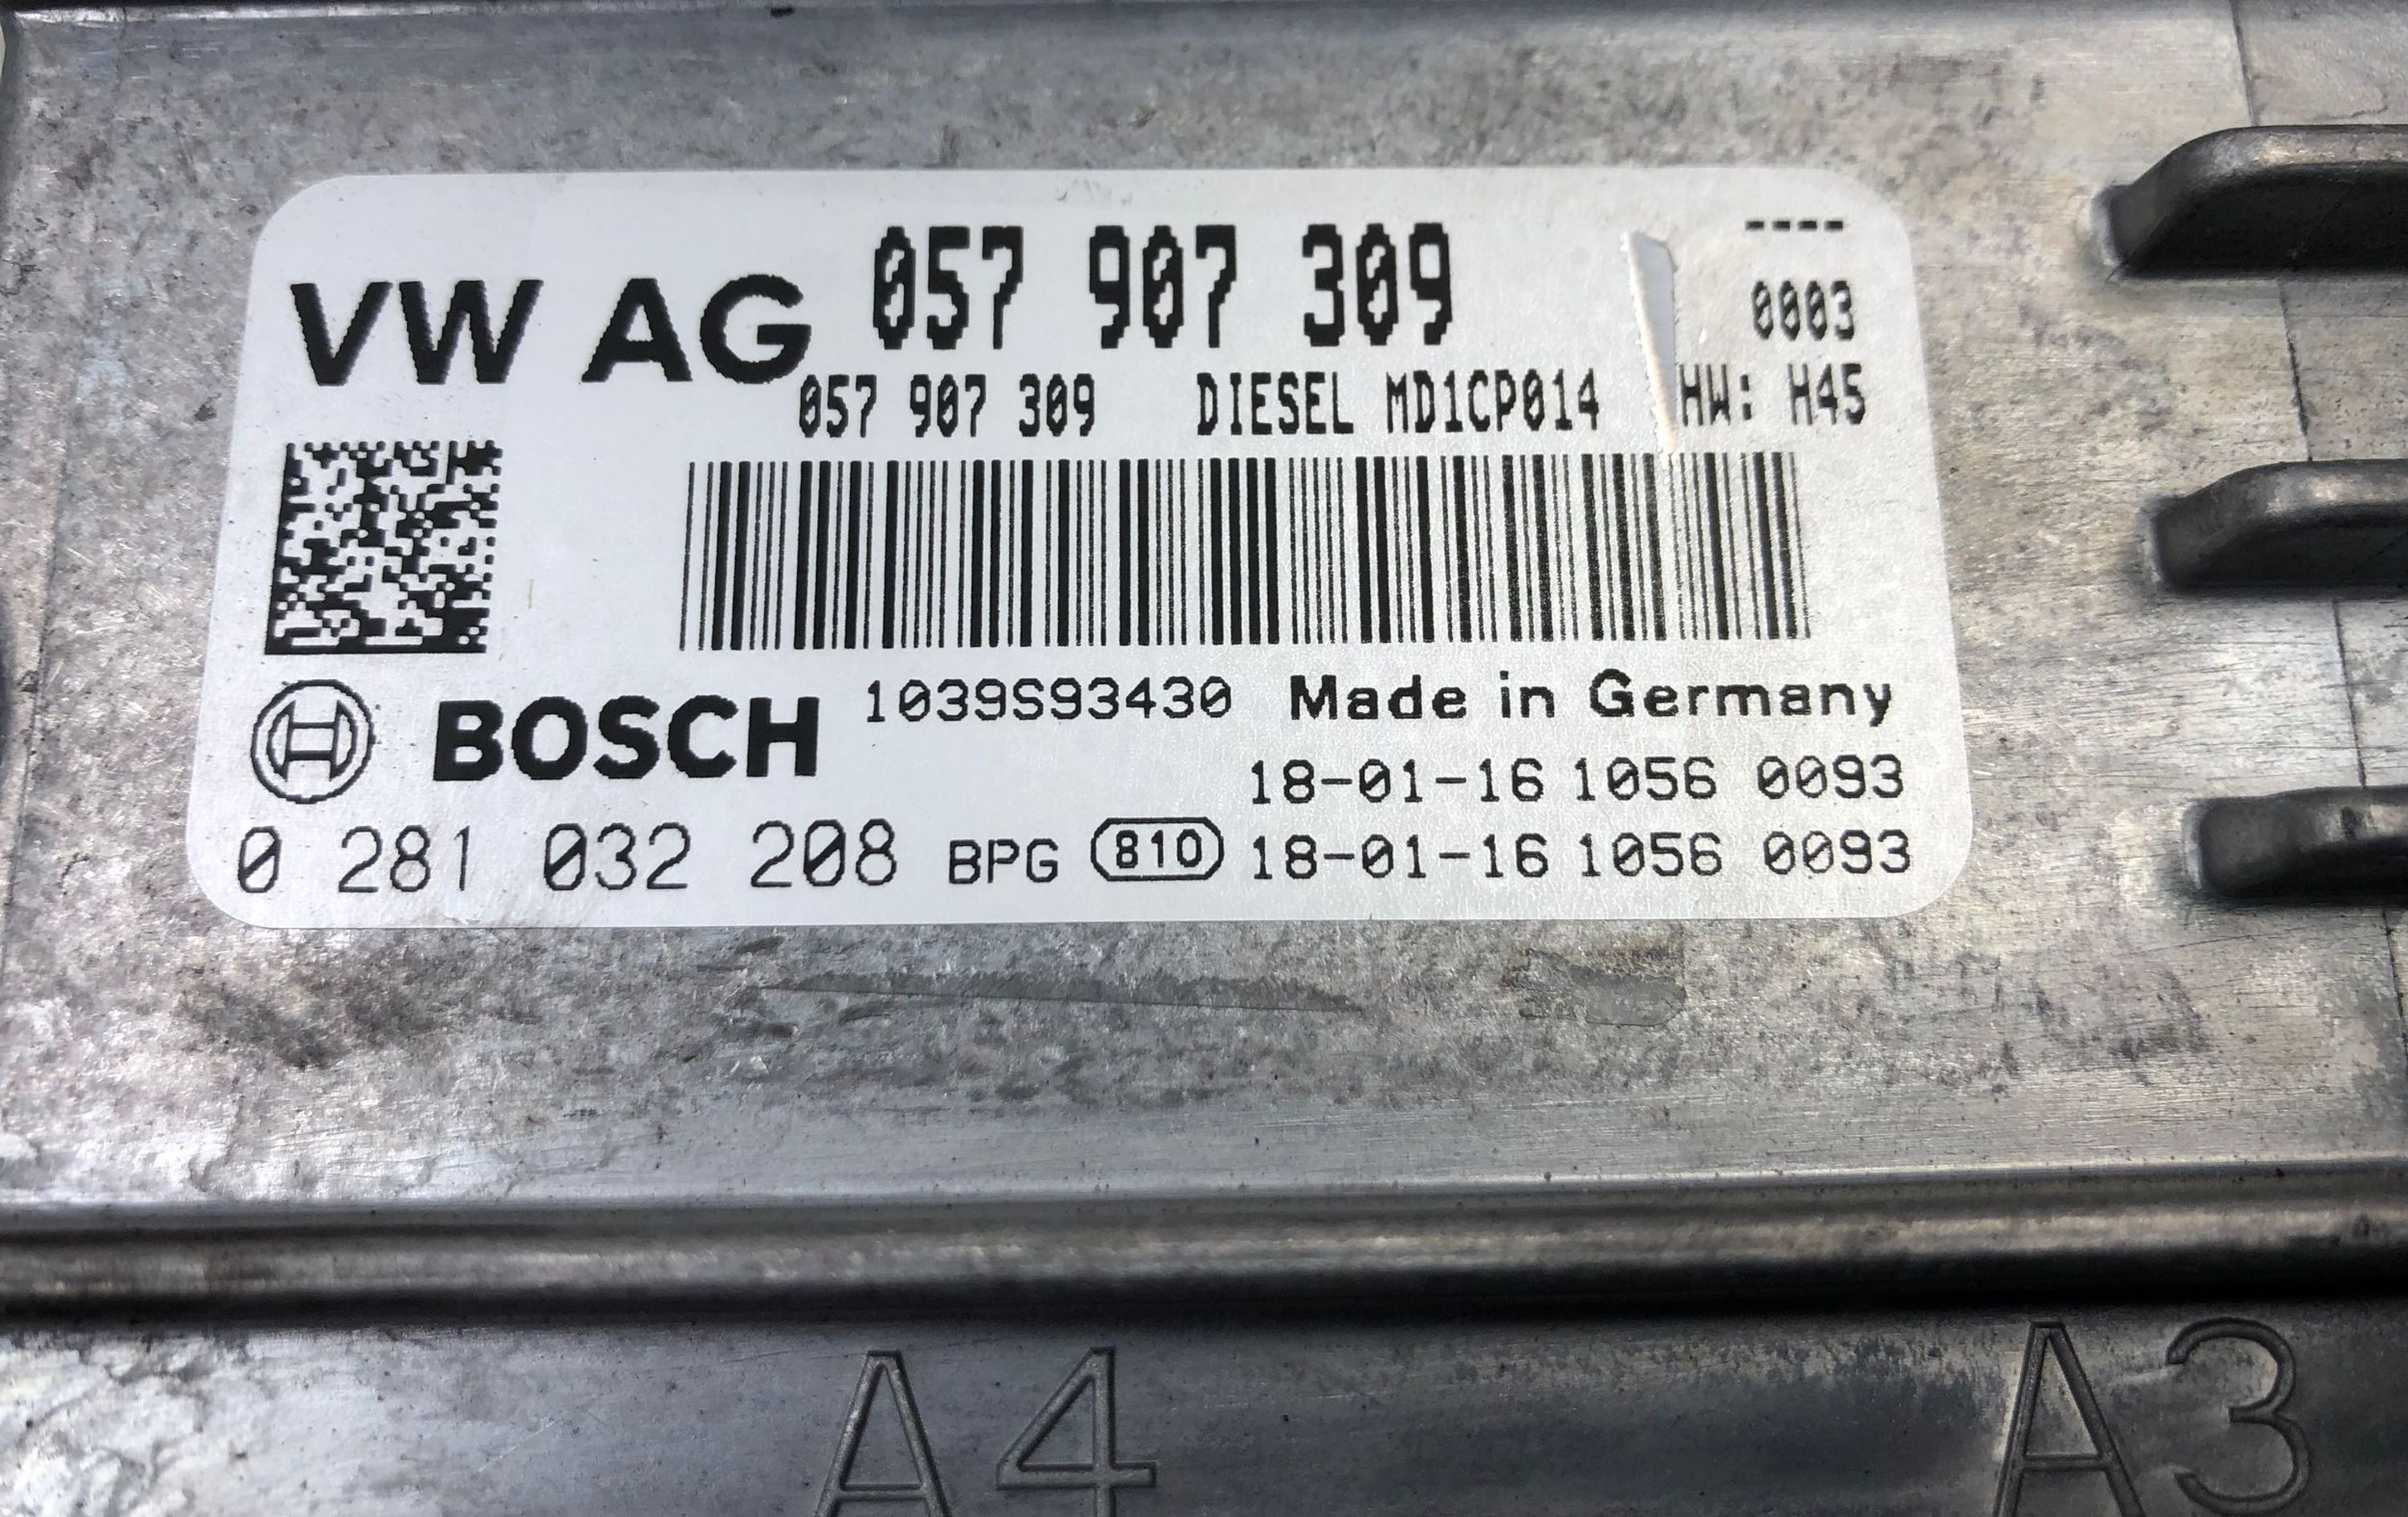 VW AG 057 907 309 ----
0003
057 907 309 DIESEL MD1CP014 HW: H45
BOSCH 1039S93430 Made in Germany
18-01-16 1056 0093
0 281 032 208 BPG 810 18-01-16 1056 0093
A4 A3